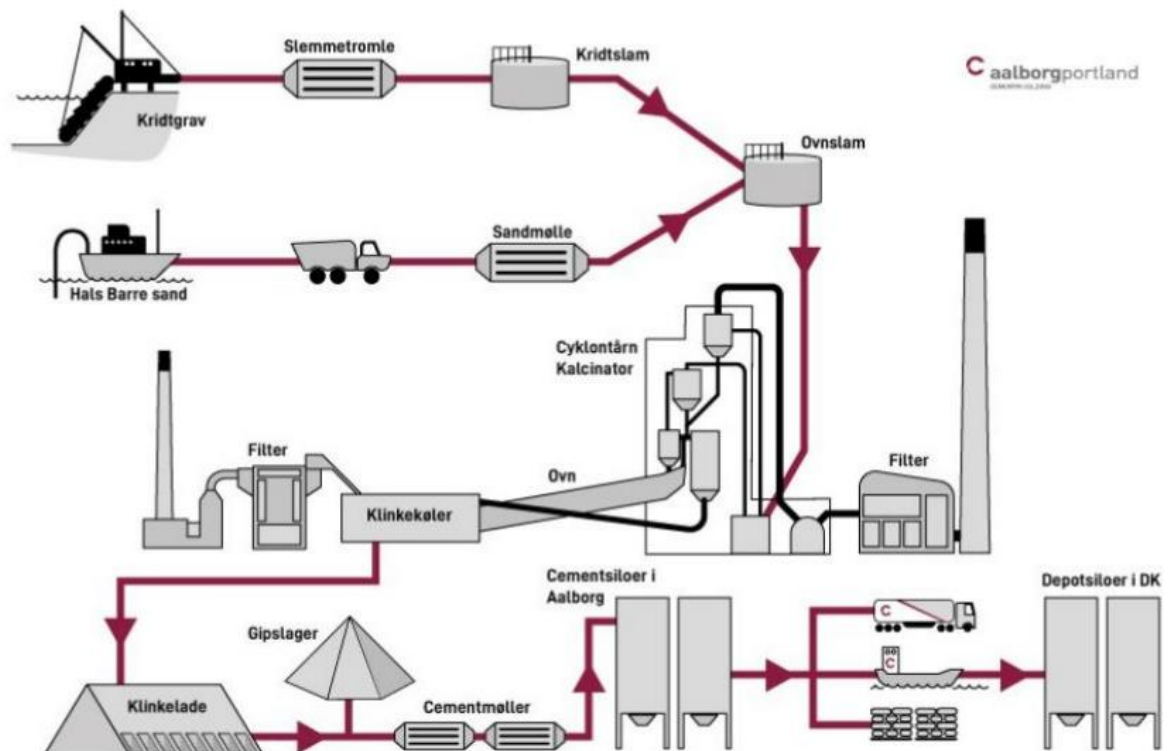 Slemmetromle
Kridtslam
aalborgportland
Kridtgrav
Ovnslam
Sandmølle
Hals Barre sand
Cyklontårn
Kalcinator
Filter
Ovn
Filter
Klinkekøler
Cementsiloer i
Aalborg
Depotsiloer i DK
Gipslager
Klinkelade
Cementmøller